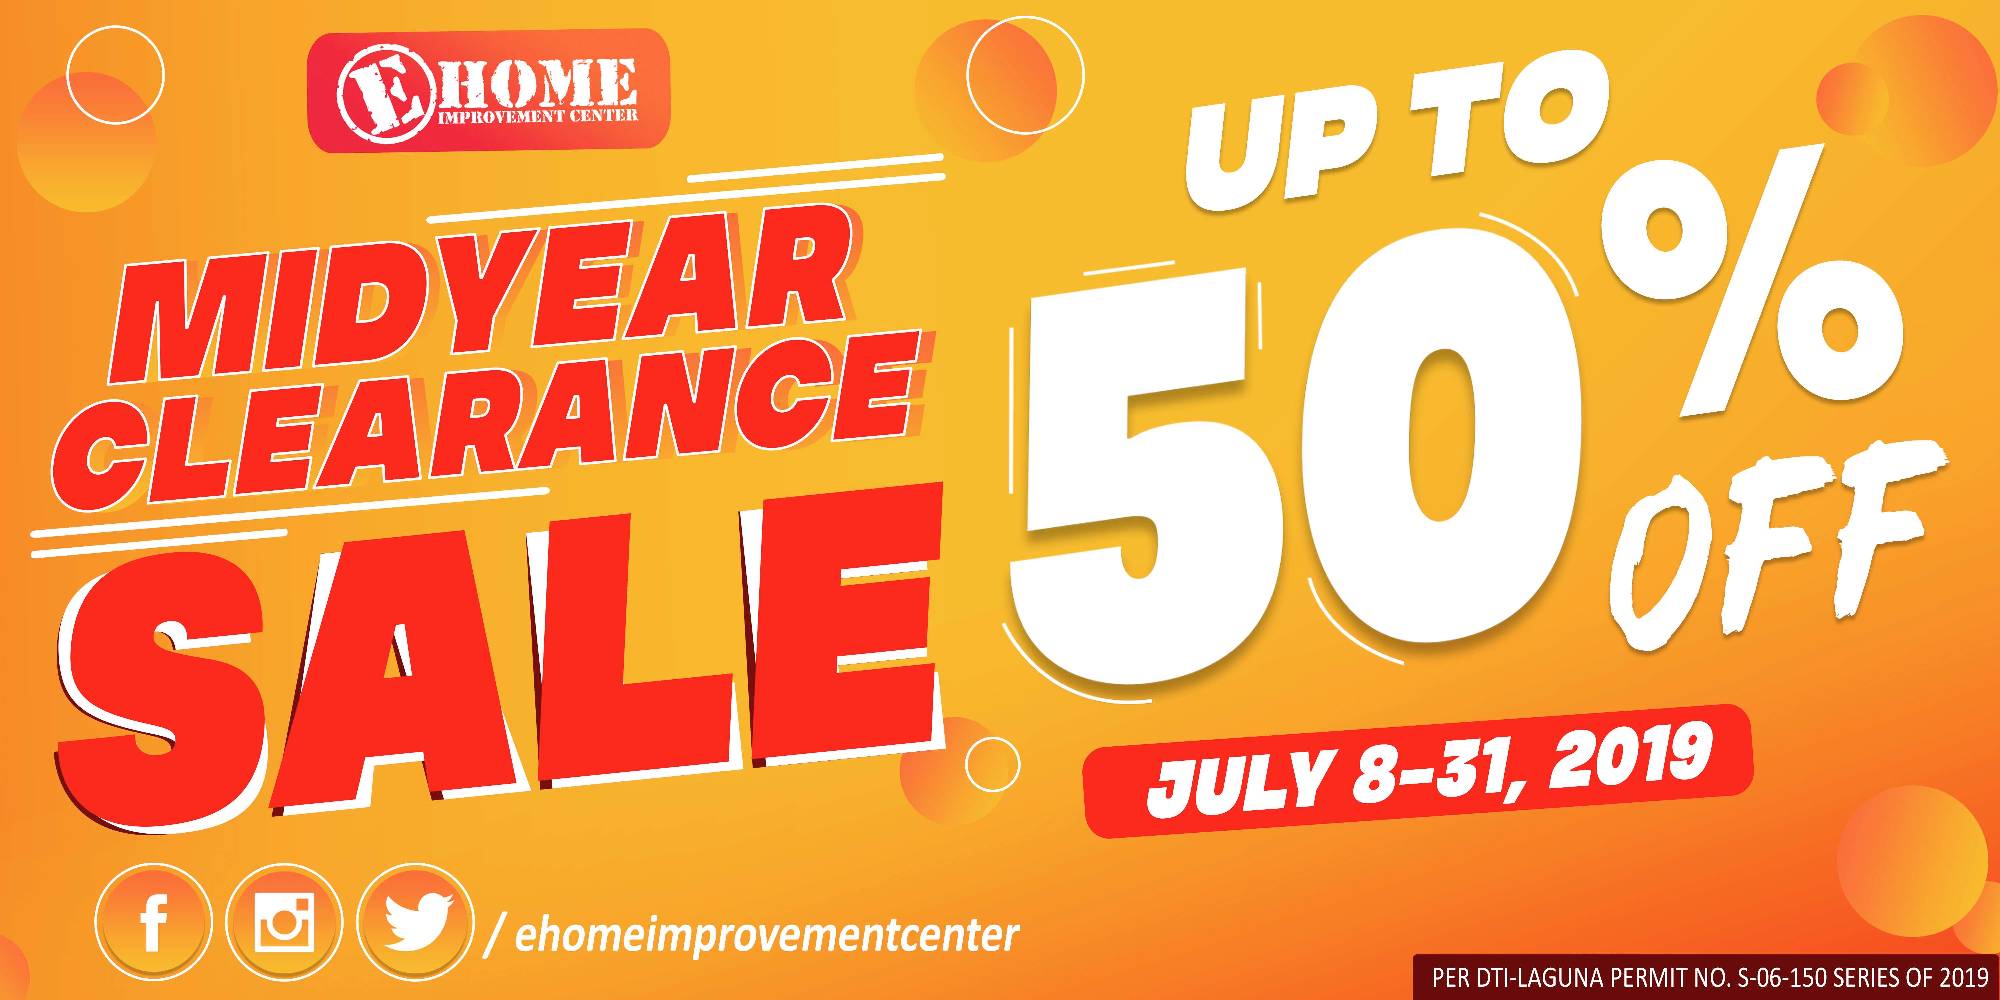 EHOME
IMPROVEMENT CENTER
MIDYEAR
CLEARANCE
SALE
UP TO
50%
OFF
JULY 8-31, 2019
/ ehomeimprovementcenter
PER DTI-LAGUNA PERMIT NO. S-06-150 SERIES OF 2019